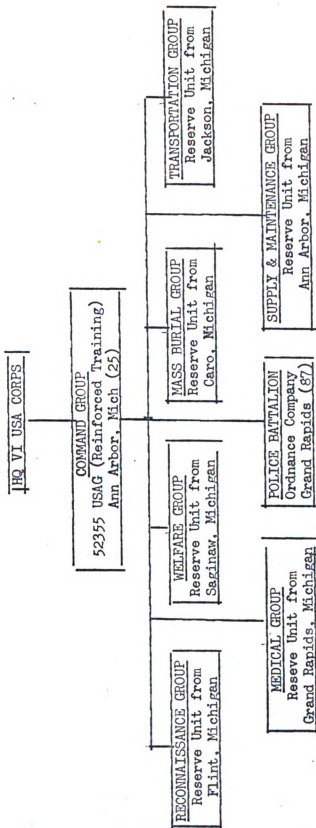 HQ VI USA CORPS
COMMAND GROUP
52355 USAG (Reinforced Training)
Ann Arbor, Mich (25)
RECONNAISSANCE GROUP
Reserve Unit from
Flint, Michigan
WELFARE GROUP
Reserve Unit from
Saginaw, Michigan
MASS BURIAL GROUP
Reserve Unit from
Caro, Michigan
TRANSPORTATION GROUP
Reserve Unit from
Jackson, Michigan
MEDICAL GROUP
Reseve Unit from
Grand Rapids, Michigan
POLICE BATTALION
Ordnance Company
Grand Rapids (87)
SUPPLY & MAINTENANCE GROUP
Reserve Unit from
Ann Arbor, Michigan